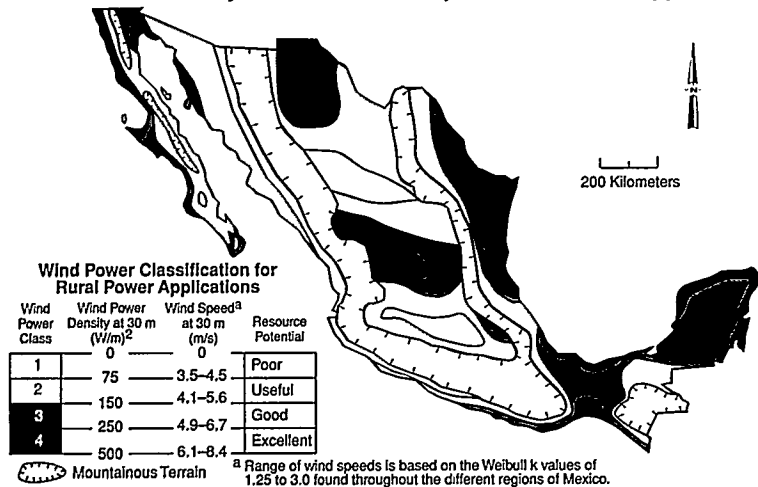 N
200 Kilometers
Wind Power Classification for
Rural Power Applications
Wind Power Class
Wind Power Density at 30 m (W/m)2
Wind Speeda at 30 m (m/s)
Resource Potential
0 0
1 Poor
75 3.5–4.5
2 Useful
150 4.1–5.6
3 Good
250 4.9–6.7
4 Excellent
500 6.1–8.4
Mountainous Terrain
a Range of wind speeds is based on the Weibull k values of
1.25 to 3.0 found throughout the different regions of Mexico.